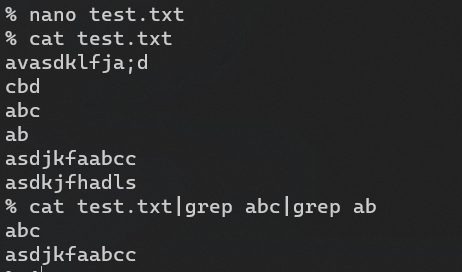 % nano test.txt
% cat test.txt
avasdklfja;d
cbd
abc
ab
asdjkfaabcc
asdkjfhadls
% cat test.txt|grep abc|grep ab
abc
asdjkfaabcc